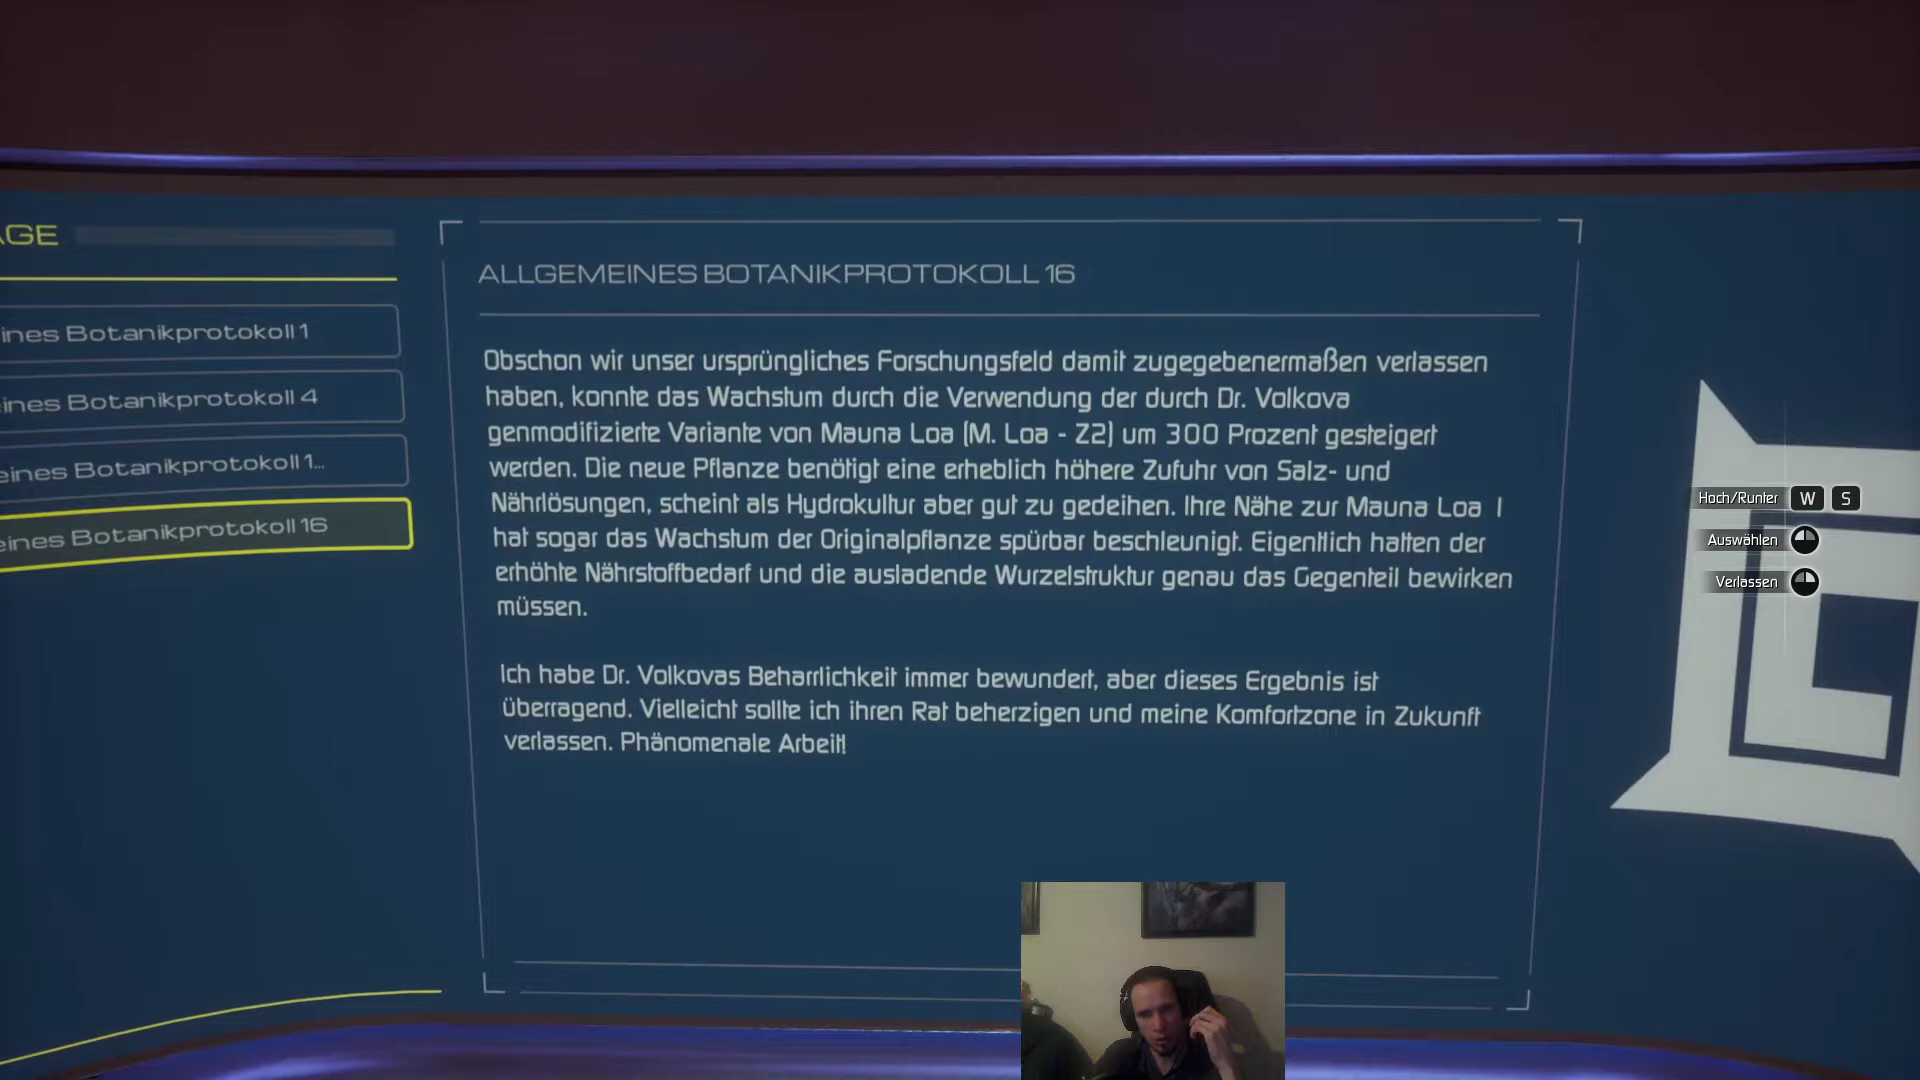 AGE
ines Botanikprotokoll 1
ines Botanikprotokoll 4
eines Botanikprotokoll 1...
eines Botanikprotokoll 16
ALLGEMEINES BOTANIKPROTOKOLL 16
Obschon wir unser ursprüngliches Forschungsfeld damit zugegebenermaßen verlassen
haben, konnte das Wachstum durch die Verwendung der durch Dr. Volkova
genmodifizierte Variante von Mauna Loa (M. Loa - Z2) um 300 Prozent gesteigert
werden. Die neue Pflanze benötigt eine erheblich höhere Zufuhr von Salz- und
Nährlösungen, scheint als Hydrokultur aber gut zu gedeihen. Ihre Nähe zur Mauna Loa I
hat sogar das Wachstum der Originalpflanze spürbar beschleunigt. Eigentlich hatten der
erhöhte Nährstoffbedarf und die ausladende Wurzelstruktur genau das Gegenteil bewirken
müssen.
Ich habe Dr. Volkovas Beharrlichkeit immer bewundert, aber dieses Ergebnis ist
überragend. Vielleicht sollte ich ihren Rat beherzigen und meine Komfortzone in Zukunft
verlassen. Phänomenale Arbeit!
Hoch/Runter W S
Auswählen
Verlassen